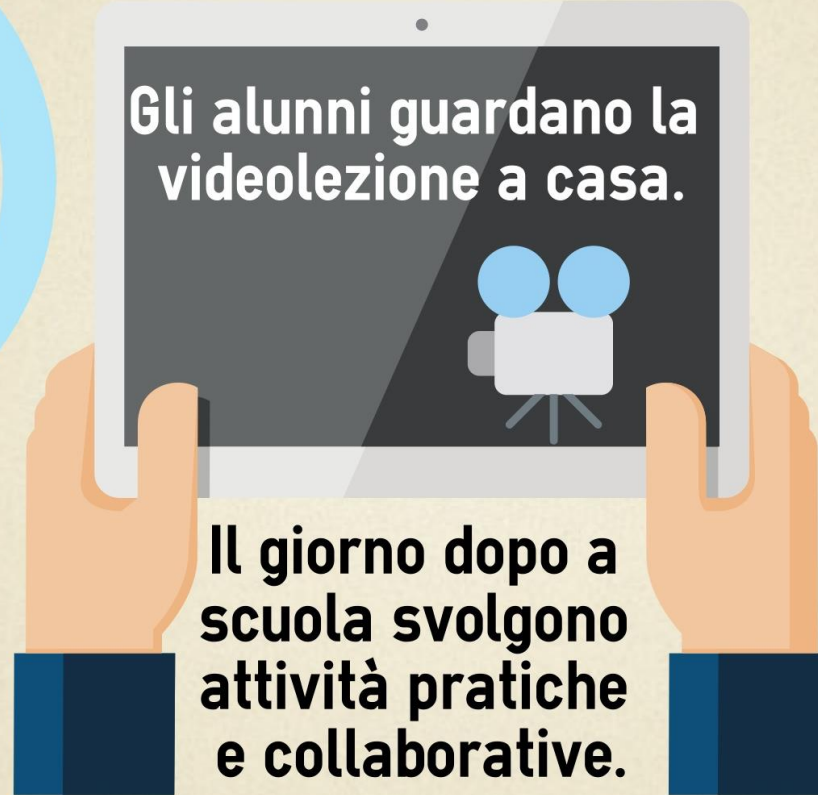 Gli alunni guardano la
videolezione a casa.
Il giorno dopo a
scuola svolgono
attività pratiche
e collaborative.